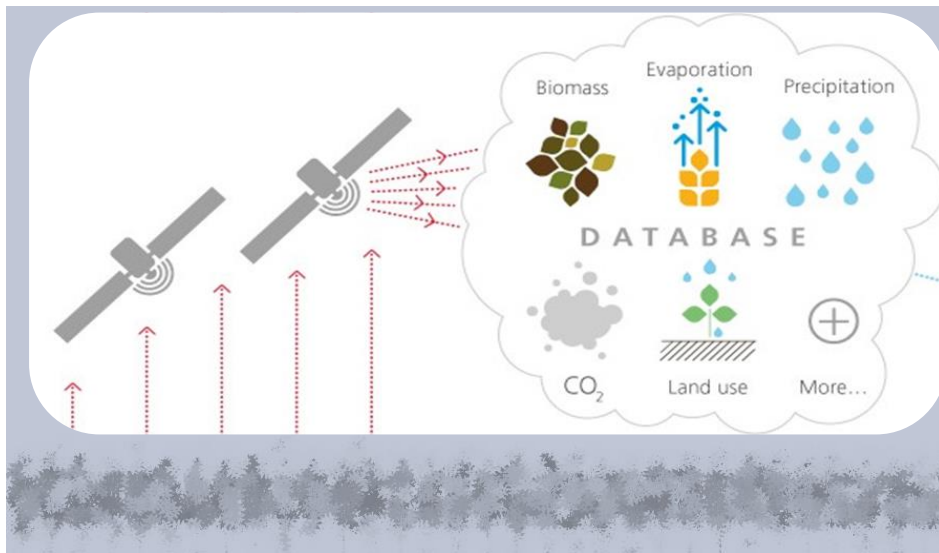 Biomass
Evaporation
Precipitation
DATABASE
CO₂
Land use
More...